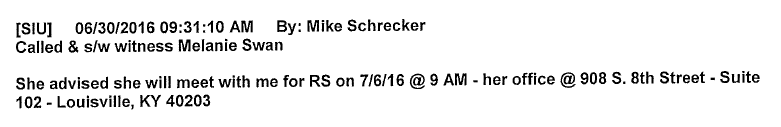 [SIU] 06/30/2016 09:31:10 AM By: Mike Schrecker
Called & s/w witness Melanie Swan
She advised she will meet with me for RS on 7/6/16 @ 9 AM - her office @ 908 S. 8th Street - Suite
102 - Louisville, KY 40203